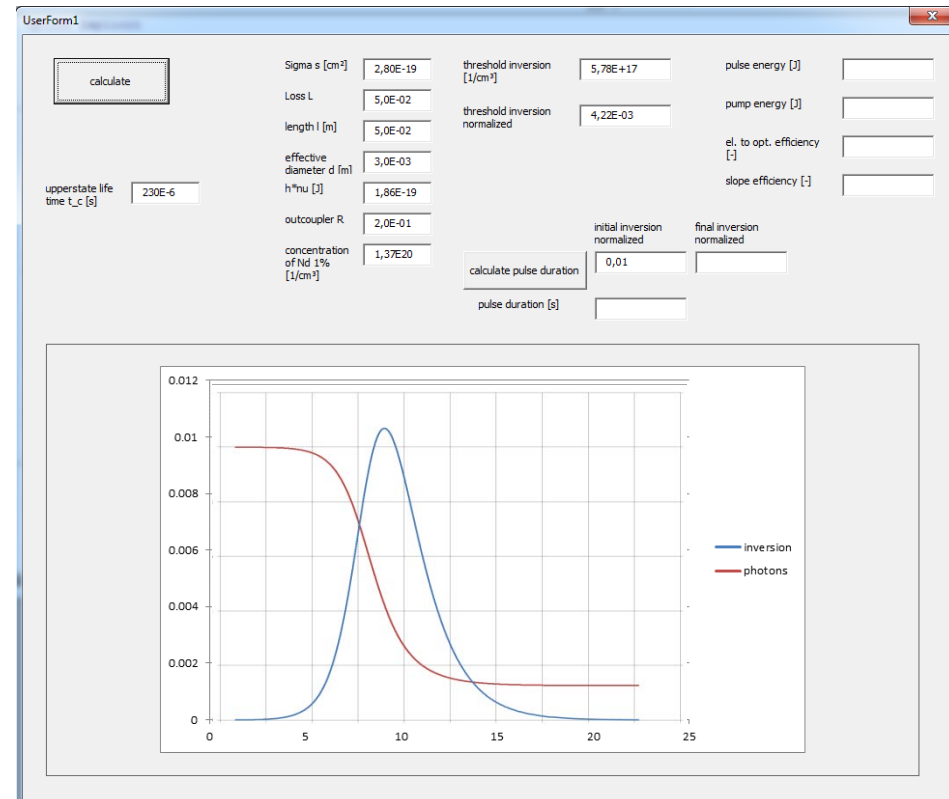 UserForm1
calculate
Sigma s [cm²]
2,80E-19
threshold inversion
[1/cm³]
5,78E+17
pulse energy [J]
Loss L
5,0E-02
threshold inversion
normalized
4,22E-03
pump energy [J]
length l [m]
5,0E-02
el. to opt. efficiency
[-]
effective
diameter d [m]
3,0E-03
slope efficiency [-]
upperstate life
time t_c [s]
230E-6
h*nu [J]
1,86E-19
outcoupler R
2,0E-01
initial inversion
normalized
final inversion
normalized
concentration
of Nd 1%
[1/cm³]
1,37E20
calculate pulse duration
0,01
pulse duration [s]
0.012
0.01
0.008
0.006
0.004
0.002
0
0
5
10
15
20
25
inversion
photons